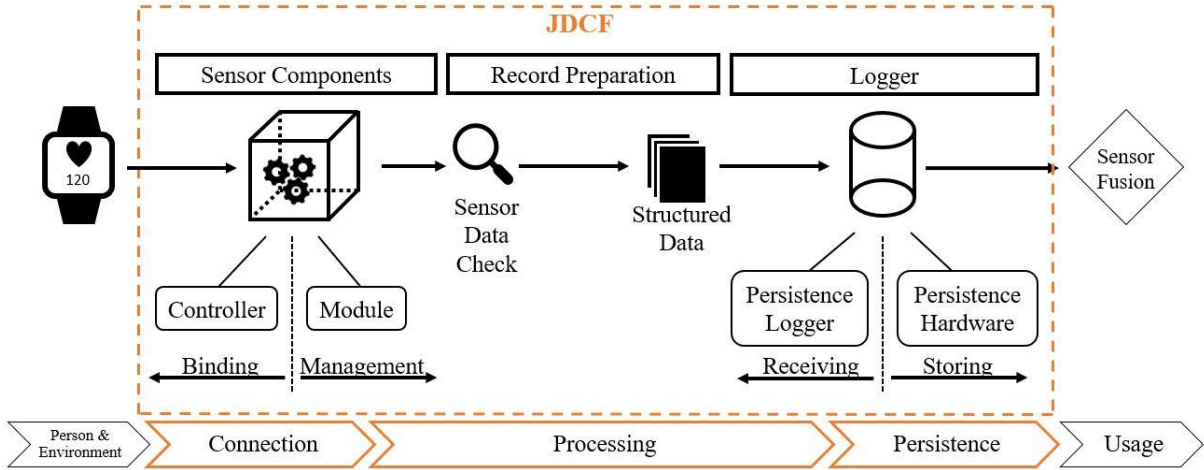 JDCF
Sensor Components
Record Preparation
Logger
120
Sensor
Data
Check
Structured
Data
Sensor
Fusion
Controller
Module
Persistence
Logger
Persistence
Hardware
Binding
Management
Receiving
Storing
Person &
Environment
Connection
Processing
Persistence
Usage